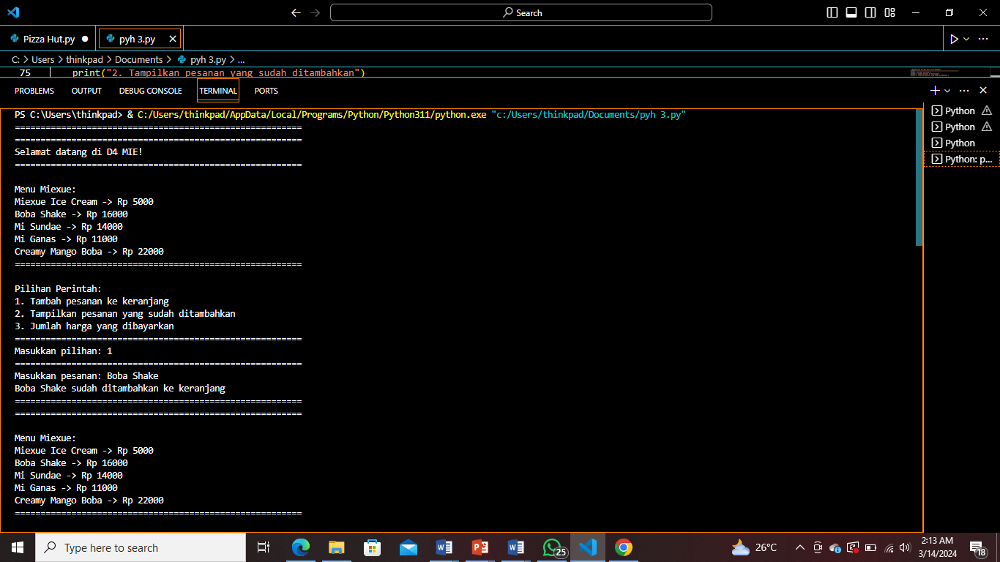 Search
Pizza Hut.py
pyh 3.py
C: > Users > thinkpad > Documents > pyh 3.py > ...
75 print("2. Tampilkan pesanan yang sudah ditambahkan")
PROBLEMS OUTPUT DEBUG CONSOLE TERMINAL PORTS
PS C:\Users\thinkpad> & C:/Users/thinkpad/AppData/Local/Programs/Python/Python311/python.exe "c:/Users/thinkpad/Documents/pyh 3.py"
========================================================
========================================================
Selamat datang di D4 MIE!
========================================================
Menu Miexue:
Miexue Ice Cream -> Rp 5000
Boba Shake -> Rp 16000
Mi Sundae -> Rp 14000
Mi Ganas -> Rp 11000
Creamy Mango Boba -> Rp 22000
========================================================
Pilihan Perintah:
1. Tambah pesanan ke keranjang
2. Tampilkan pesanan yang sudah ditambahkan
3. Jumlah harga yang dibayarkan
========================================================
Masukkan pilihan: 1
========================================================
Masukkan pesanan: Boba Shake
Boba Shake sudah ditambahkan ke keranjang
========================================================
========================================================
Menu Miexue:
Miexue Ice Cream -> Rp 5000
Boba Shake -> Rp 16000
Mi Sundae -> Rp 14000
Mi Ganas -> Rp 11000
Creamy Mango Boba -> Rp 22000
========================================================
Python
Python
Python
Python: p...
Type here to search
25
26°C
2:13 AM
3/14/2024
18